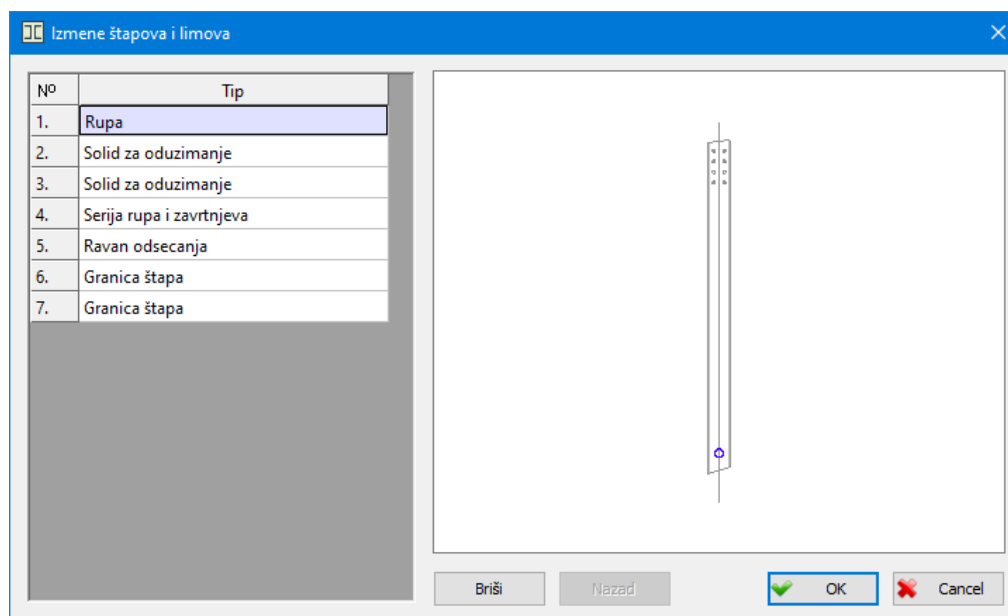 Izmene štapova i limova
Nº Tip
1. Rupa
2. Solid za oduzimanje
3. Solid za oduzimanje
4. Serija rupa i zavrtnjeva
5. Ravan odsecanja
6. Granica štapa
7. Granica štapa
Briši Nazad OK Cancel